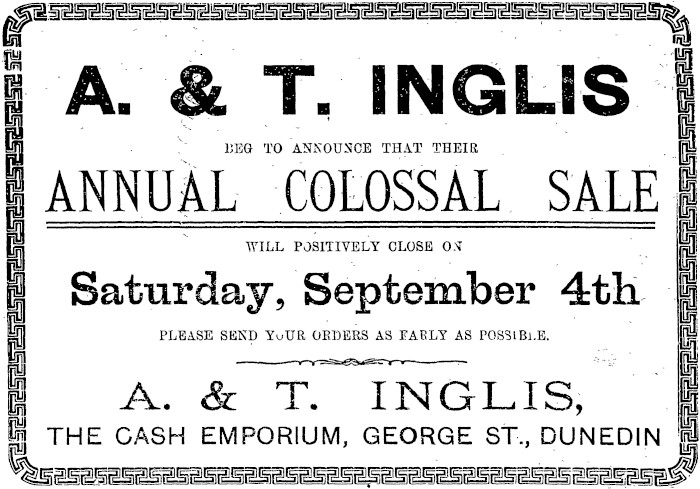 A. & T. INGLIS
BEG TO ANNOUNCE THAT THEIR
ANNUAL COLOSSAL SALE
WILL POSITIVELY CLOSE ON
Saturday, September 4th
PLEASE SEND YOUR ORDERS AS EARLY AS POSSIBLE.
A. & T. INGLIS,
THE CASH EMPORIUM, GEORGE ST., DUNEDIN